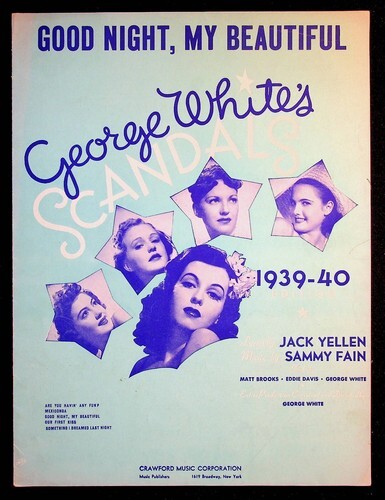 GOOD NIGHT, MY BEAUTIFUL
George White's
SCANDALS
1939-40
JACK YELLEN
SAMMY FAIN
MATT BROOKS • EDDIE DAVIS • GEORGE WHITE
GEORGE WHITE
ARE YOU HAVIN' ANY FUN?
MEXICONGA
GOOD NIGHT, MY BEAUTIFUL
OUR FIRST KISS
SOMETHING I DREAMED LAST NIGHT
CRAWFORD MUSIC CORPORATION
Music Publishers 1619 Broadway, New York